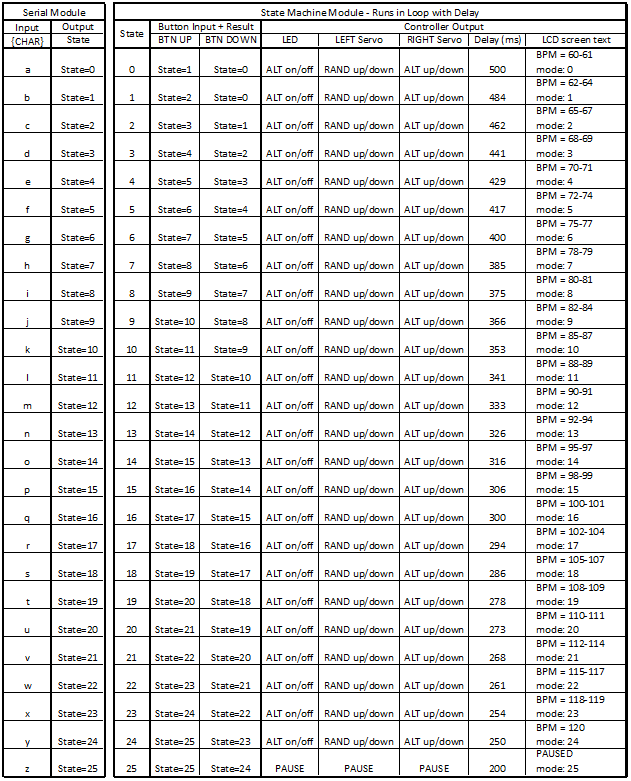 Serial Module State Machine Module - Runs in Loop with Delay
Input Output State Button Input + Result Controller Output
{CHAR} State BTN UP BTN DOWN LED LEFT Servo RIGHT Servo Delay (ms) LCD screen text
BPM = 60-61
a State=0 0 State=1 State=0 ALT on/off RAND up/down ALT up/down 500 mode: 0
BPM = 62-64
b State=1 1 State=2 State=0 ALT on/off RAND up/down ALT up/down 484 mode: 1
BPM = 65-67
c State=2 2 State=3 State=1 ALT on/off RAND up/down ALT up/down 462 mode: 2
BPM = 68-69
d State=3 3 State=4 State=2 ALT on/off RAND up/down ALT up/down 441 mode: 3
BPM = 70-71
e State=4 4 State=5 State=3 ALT on/off RAND up/down ALT up/down 429 mode: 4
BPM = 72-74
f State=5 5 State=6 State=4 ALT on/off RAND up/down ALT up/down 417 mode: 5
BPM = 75-77
g State=6 6 State=7 State=5 ALT on/off RAND up/down ALT up/down 400 mode: 6
BPM = 78-79
h State=7 7 State=8 State=6 ALT on/off RAND up/down ALT up/down 385 mode: 7
BPM = 80-81
i State=8 8 State=9 State=7 ALT on/off RAND up/down ALT up/down 375 mode: 8
BPM = 82-84
j State=9 9 State=10 State=8 ALT on/off RAND up/down ALT up/down 366 mode: 9
BPM = 85-87
k State=10 10 State=11 State=9 ALT on/off RAND up/down ALT up/down 353 mode: 10
BPM = 88-89
l State=11 11 State=12 State=10 ALT on/off RAND up/down ALT up/down 341 mode: 11
BPM = 90-91
m State=12 12 State=13 State=11 ALT on/off RAND up/down ALT up/down 333 mode: 12
BPM = 92-94
n State=13 13 State=14 State=12 ALT on/off RAND up/down ALT up/down 326 mode: 13
BPM = 95-97
o State=14 14 State=15 State=13 ALT on/off RAND up/down ALT up/down 316 mode: 14
BPM = 98-99
p State=15 15 State=16 State=14 ALT on/off RAND up/down ALT up/down 306 mode: 15
BPM = 100-101
q State=16 16 State=17 State=15 ALT on/off RAND up/down ALT up/down 300 mode: 16
BPM = 102-104
r State=17 17 State=18 State=16 ALT on/off RAND up/down ALT up/down 294 mode: 17
BPM = 105-107
s State=18 18 State=19 State=17 ALT on/off RAND up/down ALT up/down 286 mode: 18
BPM = 108-109
t State=19 19 State=20 State=18 ALT on/off RAND up/down ALT up/down 278 mode: 19
BPM = 110-111
u State=20 20 State=21 State=19 ALT on/off RAND up/down ALT up/down 273 mode: 20
BPM = 112-114
v State=21 21 State=22 State=20 ALT on/off RAND up/down ALT up/down 268 mode: 21
BPM = 115-117
w State=22 22 State=23 State=21 ALT on/off RAND up/down ALT up/down 261 mode: 22
BPM = 118-119
x State=23 23 State=24 State=22 ALT on/off RAND up/down ALT up/down 254 mode: 23
BPM = 120
y State=24 24 State=25 State=23 ALT on/off RAND up/down ALT up/down 250 mode: 24
PAUSED
z State=25 25 State=25 State=24 PAUSE PAUSE PAUSE 200 mode: 25